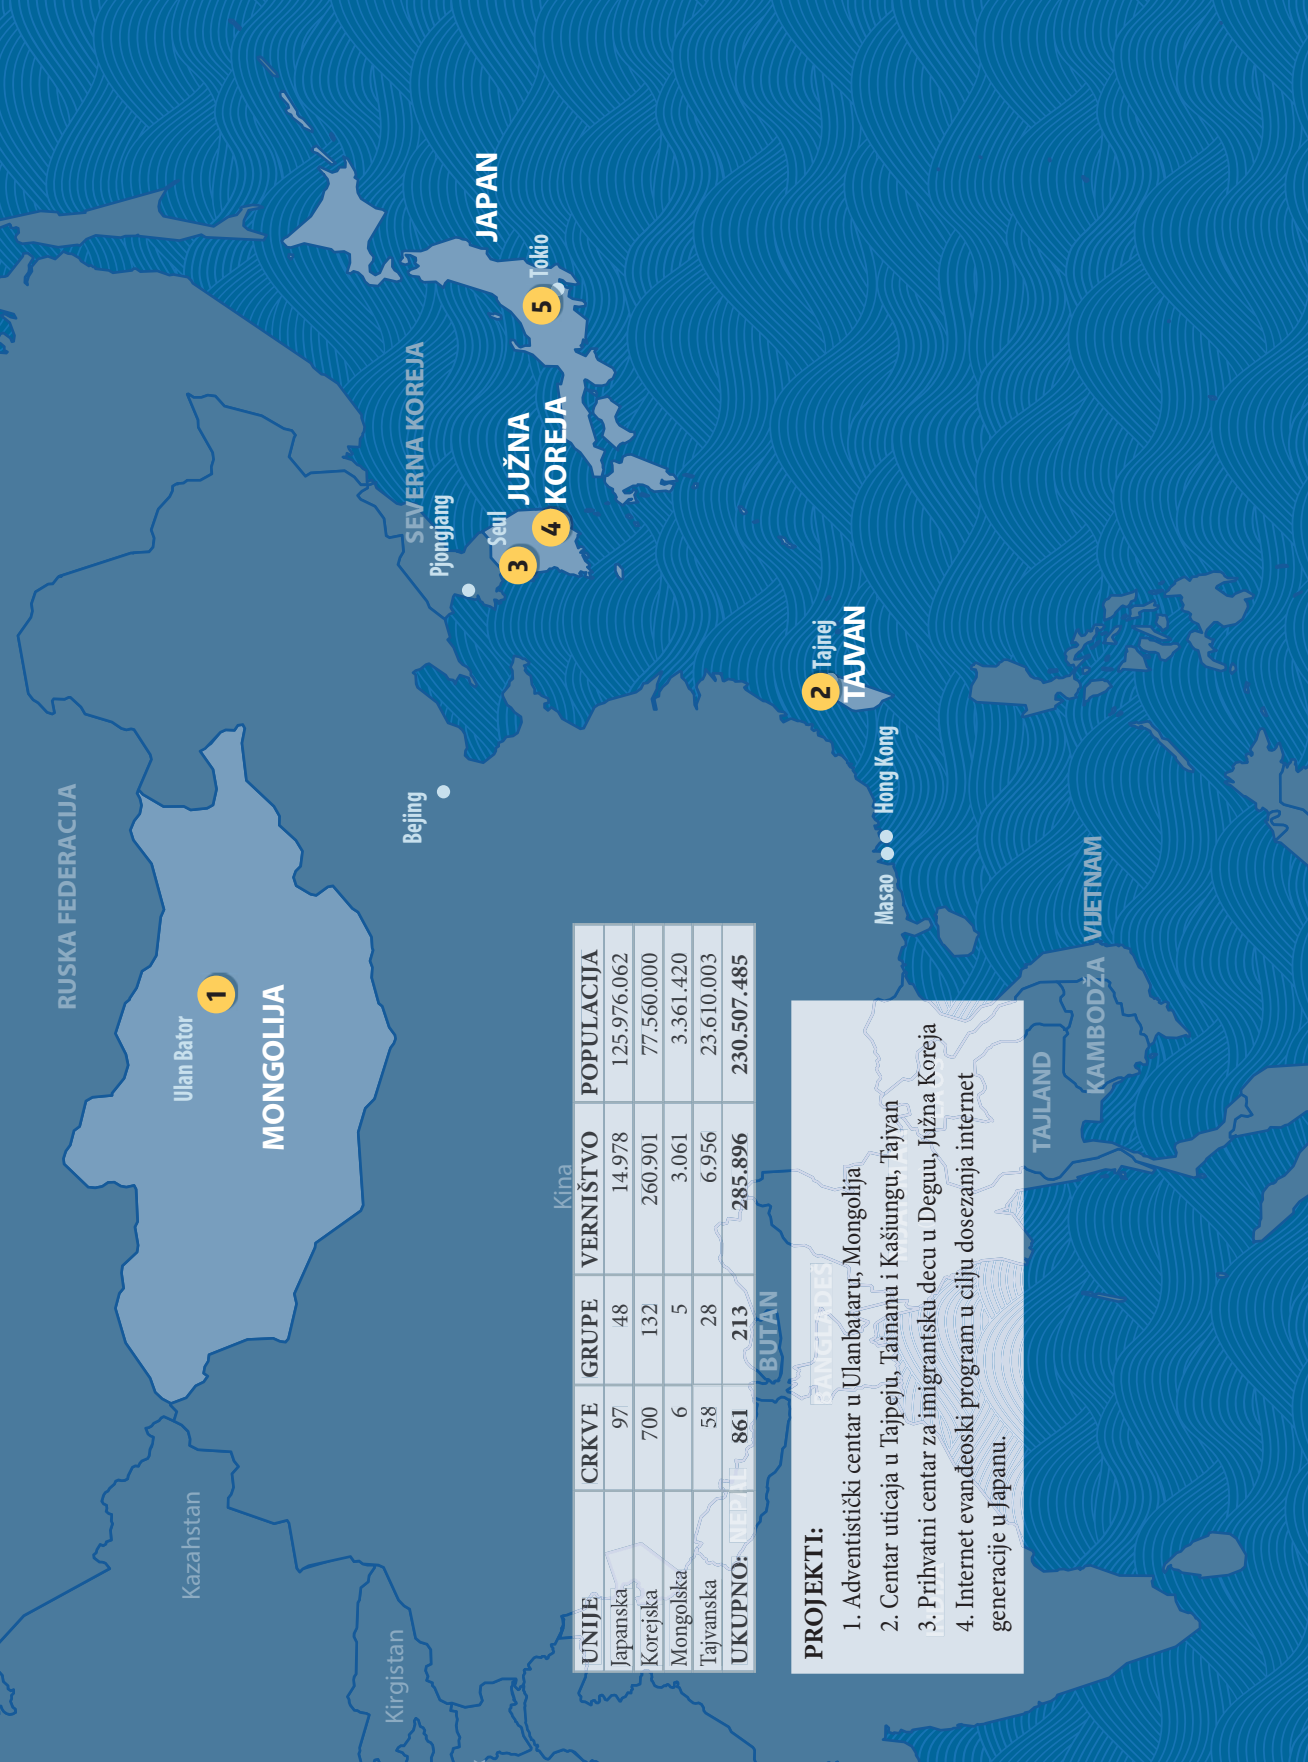 RUSKA FEDERACIJA
Ulan Bator
1
MONGOLIJA
Kazahstan
Kirgistan
Kina
Bejing
SEVERNA KOREJA
Pjongjang
Seul
JUŽNA
KOREJA
3
4
JAPAN
Tokio
5
2
Tajnej
TAJVAN
Hong Kong
Masao
VIJETNAM
KAMBODŽA
TAJLAND
BUTAN
BANGLADEŠ
NEPAL
UNIJE CRKVE GRUPE VERNIŠTVO POPULACIJA
Japanska 97 48 14.978 125.976.062
Korejska 700 132 260.901 77.560.000
Mongolska 6 5 3.061 3.361.420
Tajvanska 58 28 6.956 23.610.003
UKUPNO: 861 213 285.896 230.507.485
PROJEKTI:
1. Adventistički centar u Ulanbataru, Mongolija
2. Centar uticaja u Tajpeju, Tainanu i Kašiungu, Tajvan
3. Prihvatni centar za imigrantsku decu u Deguu, Južna Koreja
4. Internet evanđeoski program u cilju dosezanja internet
generacije u Japanu.